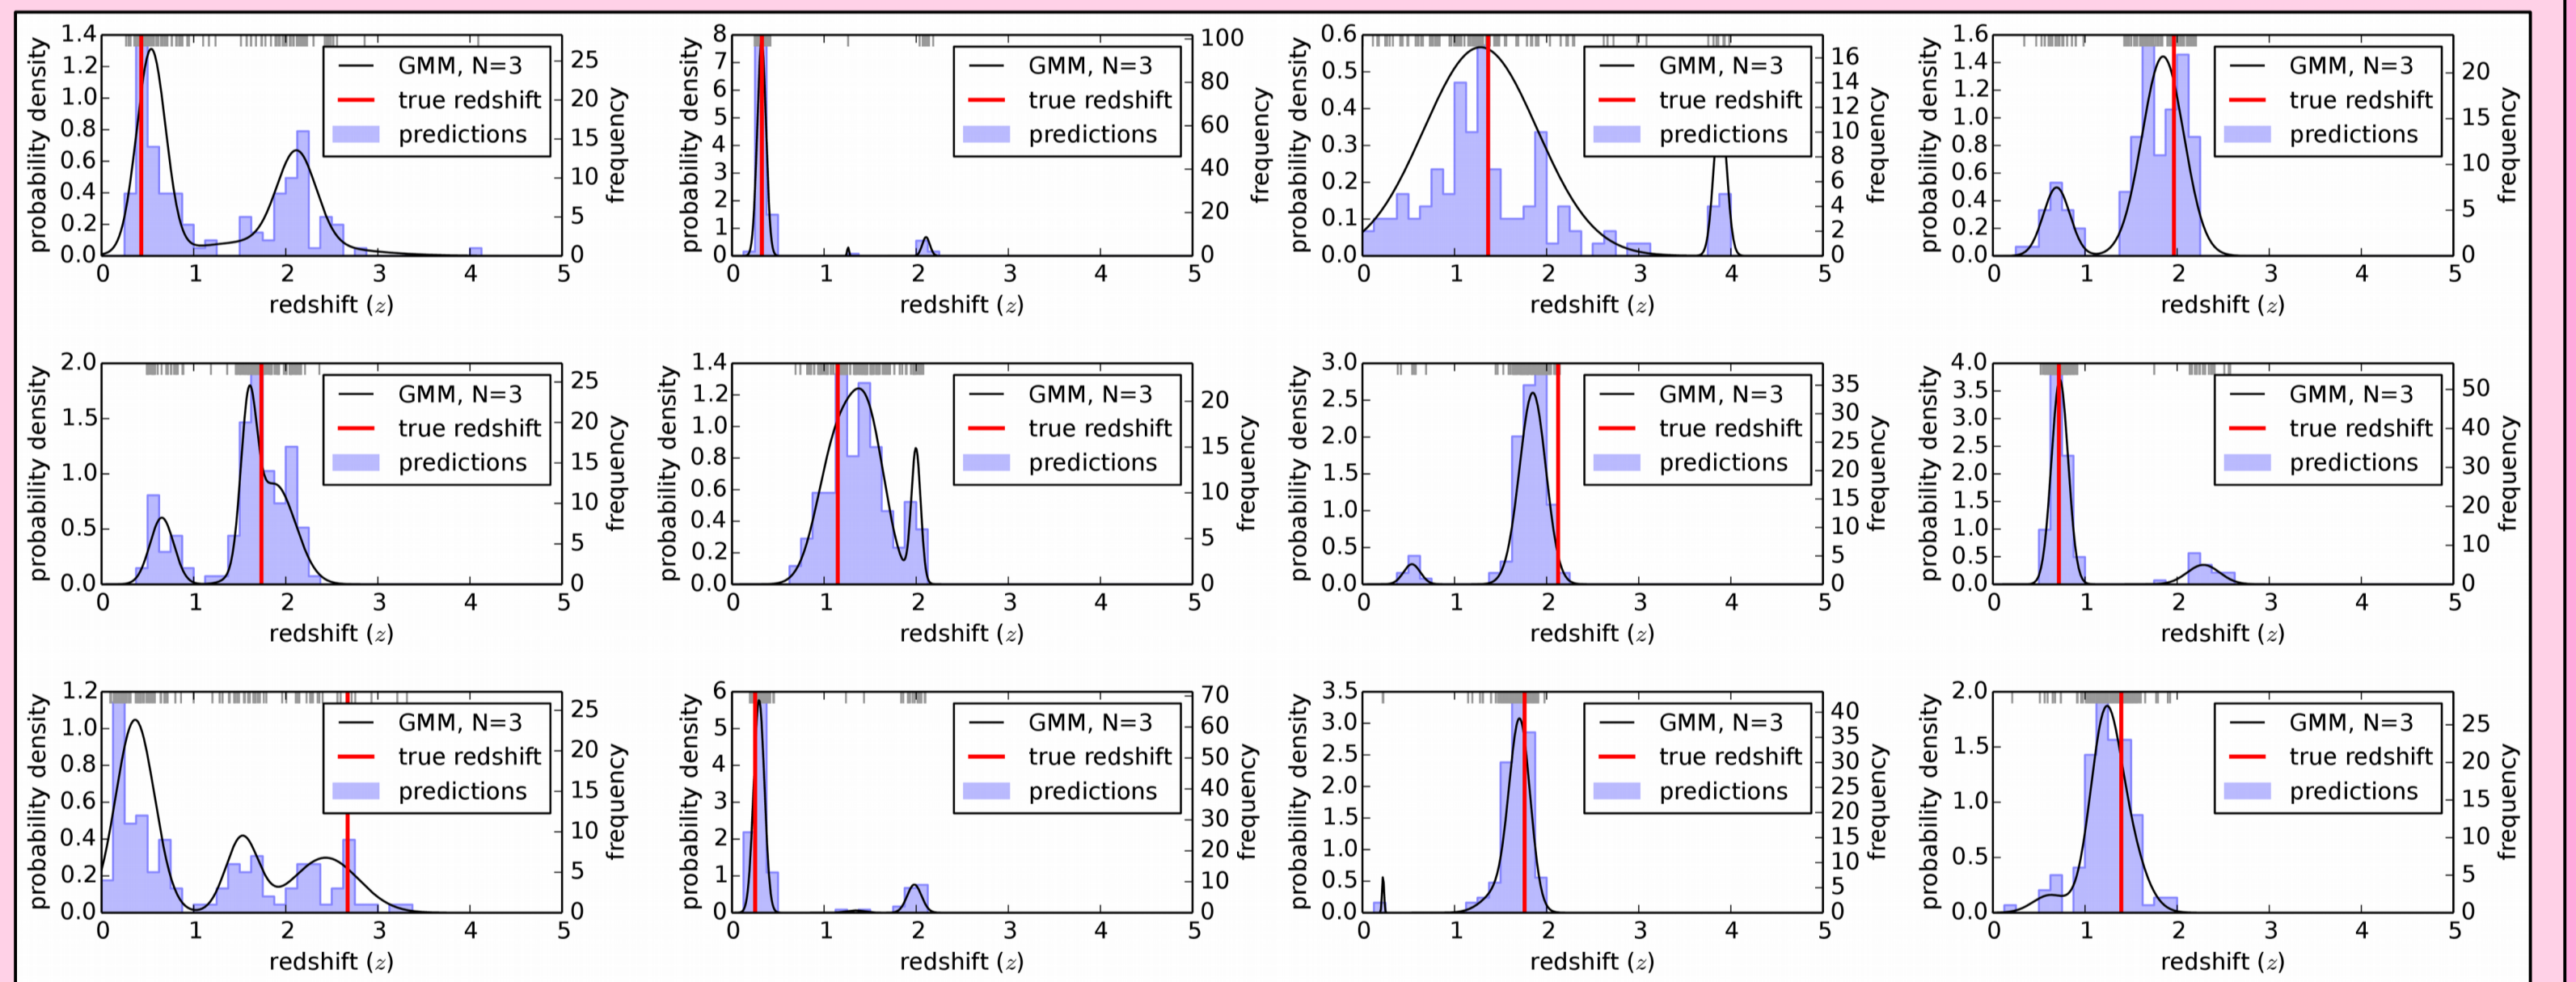 1.4
1.2
1.0
0.8
0.6
0.4
0.2
0.0
probability density
0 1 2 3 4 5
redshift (z)
25
20
15
10
5
0
frequency
GMM, N=3
true redshift
predictions
8
7
6
5
4
3
2
1
0
probability density
0 1 2 3 4 5
redshift (z)
100
80
60
40
20
0
frequency
GMM, N=3
true redshift
predictions
0.6
0.5
0.4
0.3
0.2
0.1
0.0
probability density
0 1 2 3 4 5
redshift (z)
16
14
12
10
8
6
4
2
0
frequency
GMM, N=3
true redshift
predictions
1.6
1.4
1.2
1.0
0.8
0.6
0.4
0.2
0.0
probability density
0 1 2 3 4 5
redshift (z)
20
15
10
5
0
frequency
GMM, N=3
true redshift
predictions
2.0
1.5
1.0
0.5
0.0
probability density
0 1 2 3 4 5
redshift (z)
25
20
15
10
5
0
frequency
GMM, N=3
true redshift
predictions
1.4
1.2
1.0
0.8
0.6
0.4
0.2
0.0
probability density
0 1 2 3 4 5
redshift (z)
20
15
10
5
0
frequency
GMM, N=3
true redshift
predictions
3.0
2.5
2.0
1.5
1.0
0.5
0.0
probability density
0 1 2 3 4 5
redshift (z)
35
30
25
20
15
10
5
0
frequency
GMM, N=3
true redshift
predictions
4.0
3.5
3.0
2.5
2.0
1.5
1.0
0.5
0.0
probability density
0 1 2 3 4 5
redshift (z)
50
40
30
20
10
0
frequency
GMM, N=3
true redshift
predictions
1.2
1.0
0.8
0.6
0.4
0.2
0.0
probability density
0 1 2 3 4 5
redshift (z)
25
20
15
10
5
0
frequency
GMM, N=3
true redshift
predictions
6
5
4
3
2
1
0
probability density
0 1 2 3 4 5
redshift (z)
70
60
50
40
30
20
10
0
frequency
GMM, N=3
true redshift
predictions
3.5
3.0
2.5
2.0
1.5
1.0
0.5
0.0
probability density
0 1 2 3 4 5
redshift (z)
40
35
30
25
20
15
10
5
0
frequency
GMM, N=3
true redshift
predictions
2.0
1.5
1.0
0.5
0.0
probability density
0 1 2 3 4 5
redshift (z)
25
20
15
10
5
0
frequency
GMM, N=3
true redshift
predictions